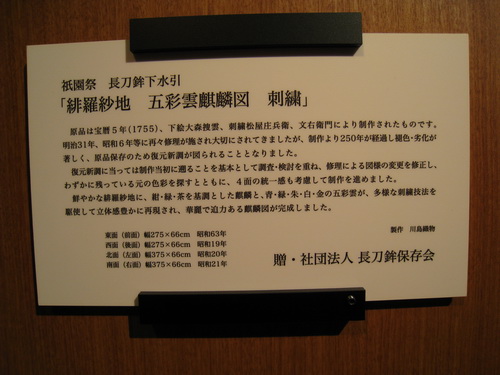 祇園祭 長刀鉾下水引
「緋羅紗地 五彩雲麒麟図 刺繍」
原品は宝暦5年(1755)、下絵大森捜雲、刺繍松屋庄兵衛、文右衛門により制作されたものです。
明治31年、昭和6年等に再々修理が施され大切にされてきましたが、制作より250年が経過し褪色・劣化が
著しく、原品保存のため復元新調が図られることとなりました。
復元新調に当っては制作当初に遡ることを基本として調査・検討を重ね、修理による図様の変更を修正し、
わずかに残っている元の色彩を探すとともに、4面の統一感も考慮して制作を進めました。
鮮やかな緋羅紗地に、紺・緑・茶を基調とした麒麟と、青・緑・朱・白・金の五彩雲が、多様な刺繍技法を
駆使して立体感豊かに再現され、華麗で迫力ある麒麟図が完成しました。
製作 川島織物
東面(前面)幅275×66cm 昭和63年
西面(後面)幅275×66cm 昭和19年
北面(左面)幅375×66cm 昭和20年
南面(右面)幅375×66cm 昭和21年
贈・社団法人 長刀鉾保存会